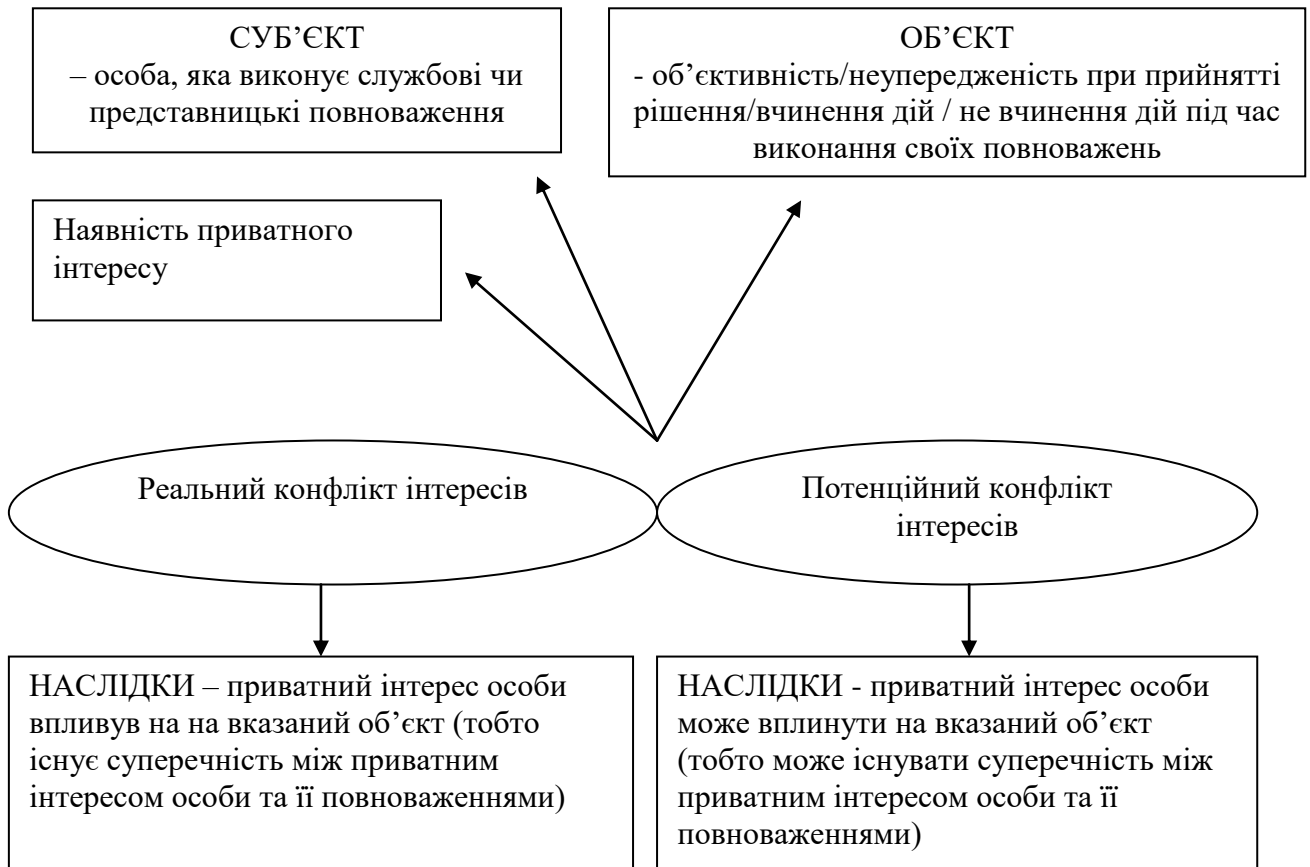 СУБ’ЄКТ
– особа, яка виконує службові чи
представницькі повноваження
ОБ’ЄКТ
- об’єктивність/неупередженість при прийнятті
рішення/вчинення дій / не вчинення дій під час
виконання своїх повноважень
Наявність приватного
інтересу
Реальний конфлікт інтересів
Потенційний конфлікт
інтересів
НАСЛІДКИ – приватний інтерес особи
впливув на на вказаний об’єкт (тобто
існує суперечність між приватним
інтересом особи та її повноваженнями)
НАСЛІДКИ - приватний інтерес особи
може вплинути на вказаний об’єкт
(тобто може існувати суперечність між
приватним інтересом особи та її
повноваженнями)